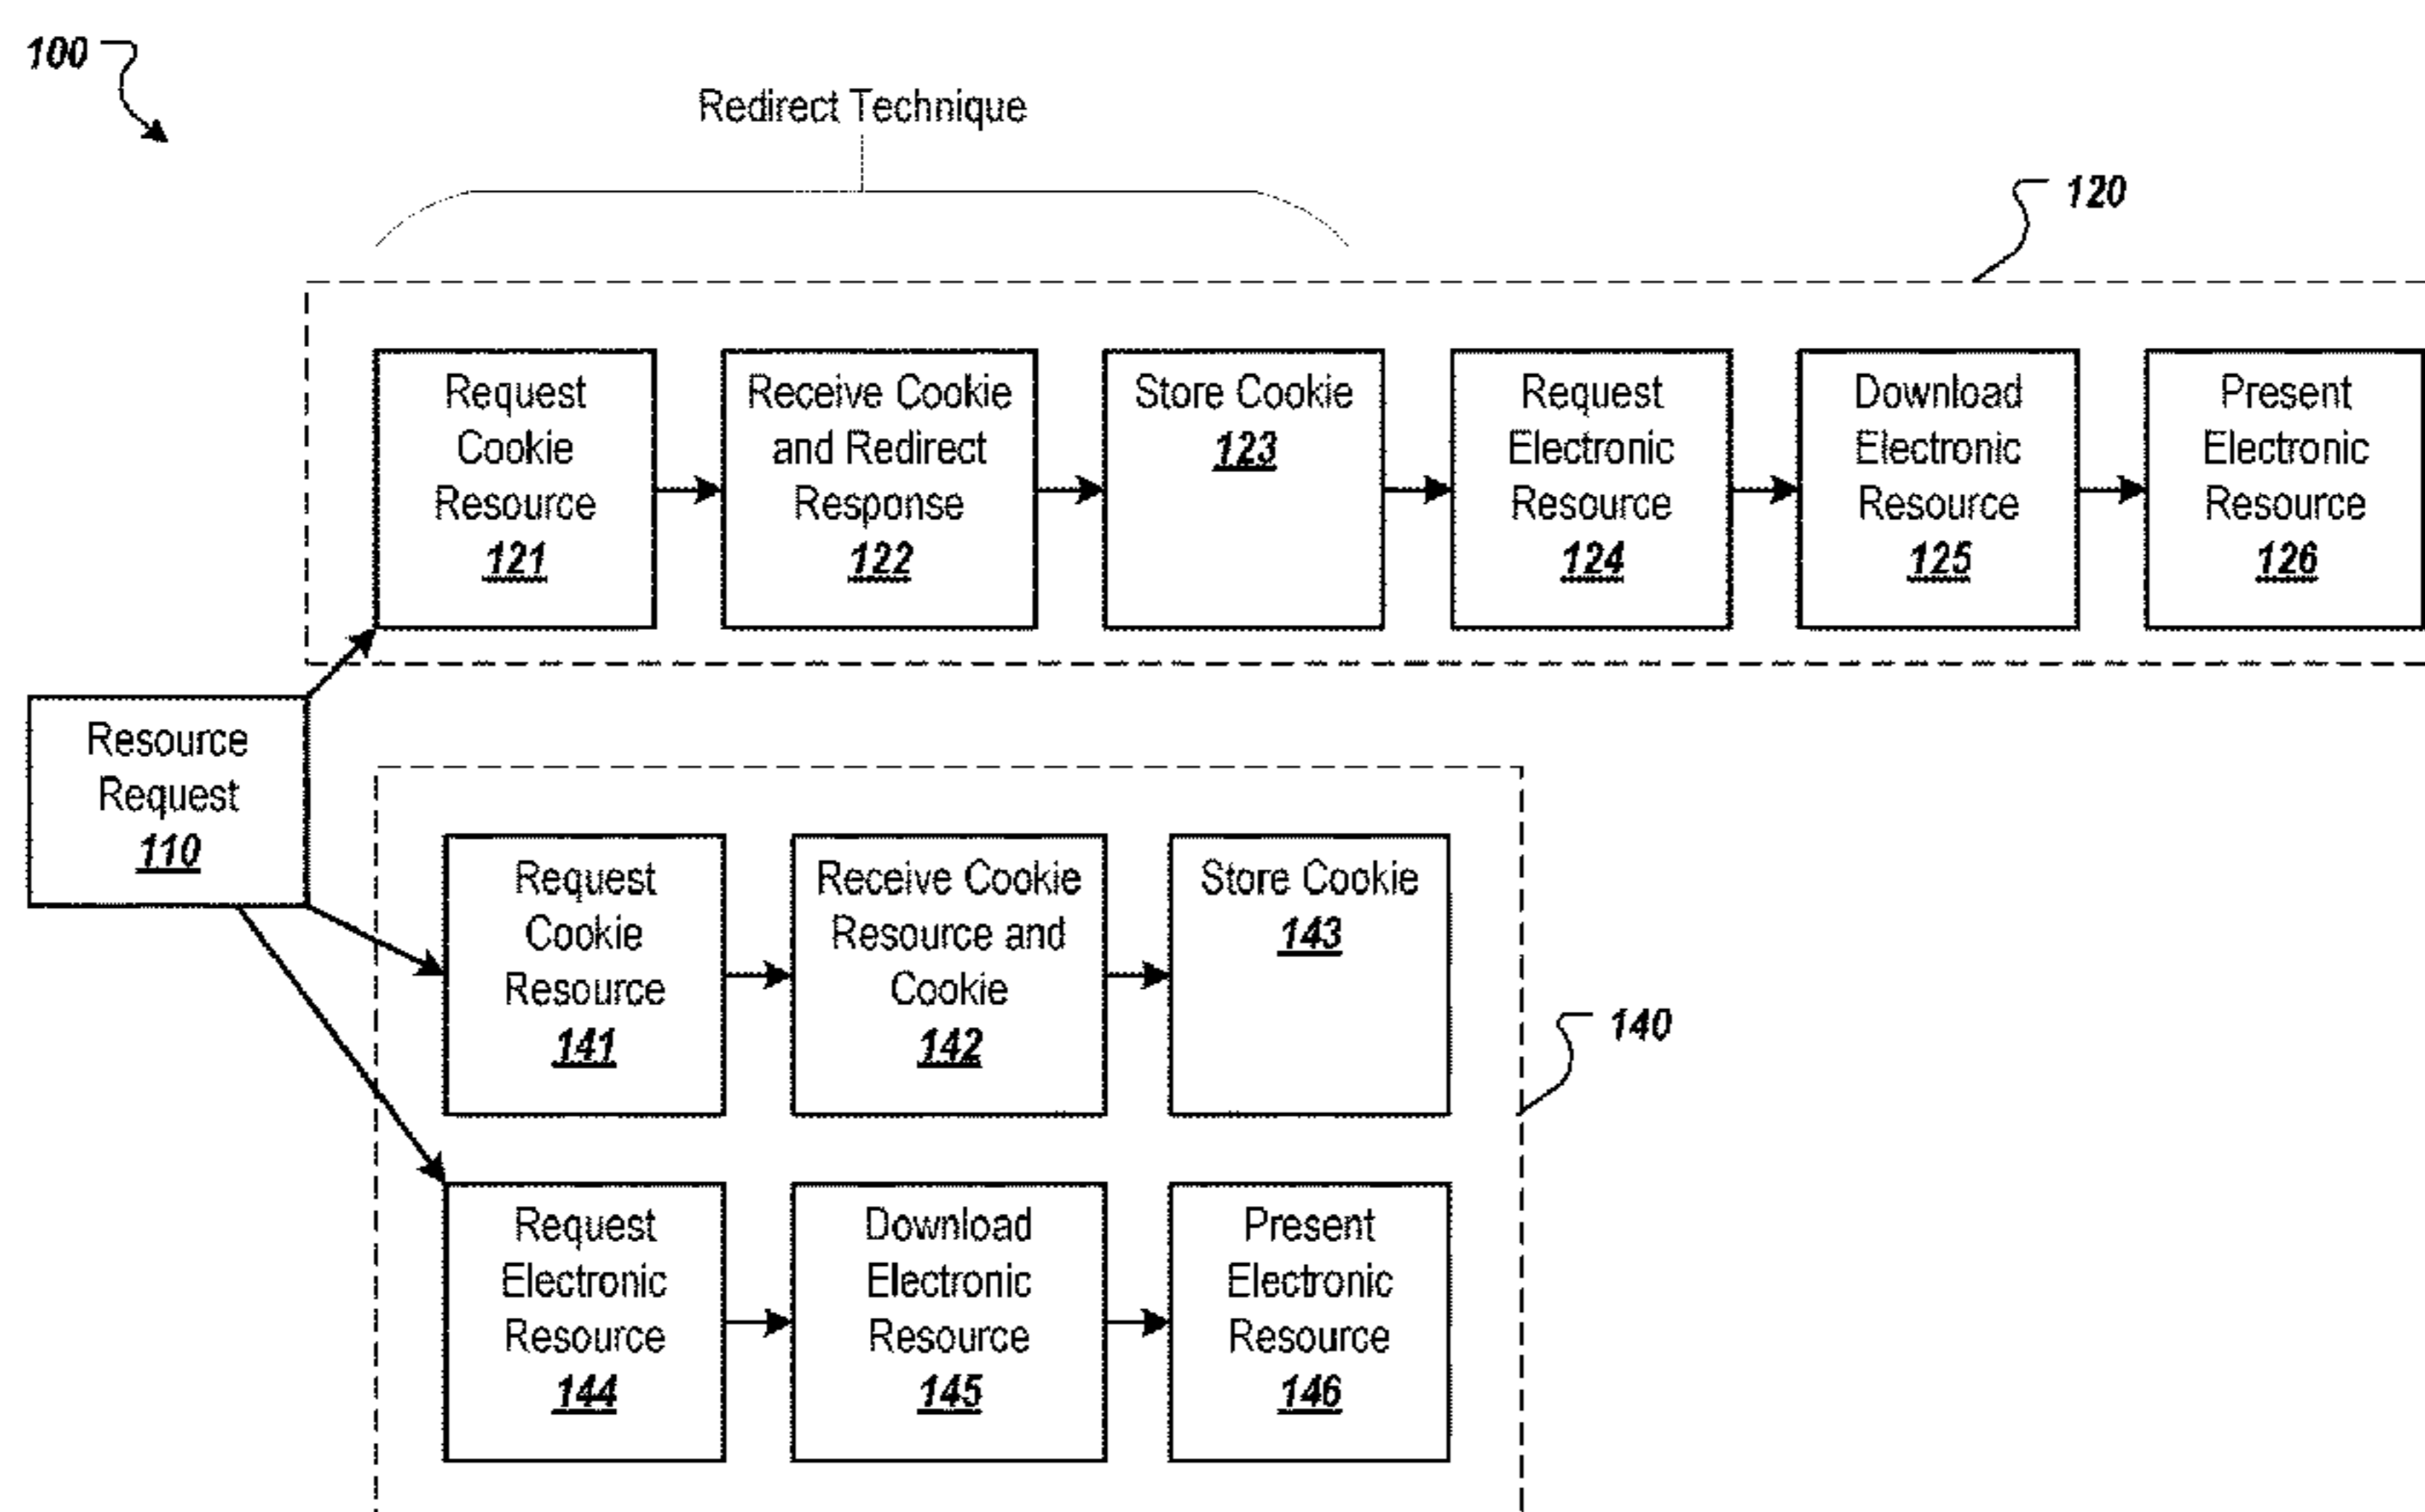 100
Redirect Technique
120
Request
Cookie
Resource
121
Receive Cookie
and Redirect
Response
122
Store Cookie
123
Request
Electronic
Resource
124
Download
Electronic
Resource
125
Present
Electronic
Resource
126
Resource
Request
110
Request
Cookie
Resource
141
Receive Cookie
Resource and
Cookie
142
Store Cookie
143
140
Request
Electronic
Resource
144
Download
Electronic
Resource
145
Present
Electronic
Resource
146